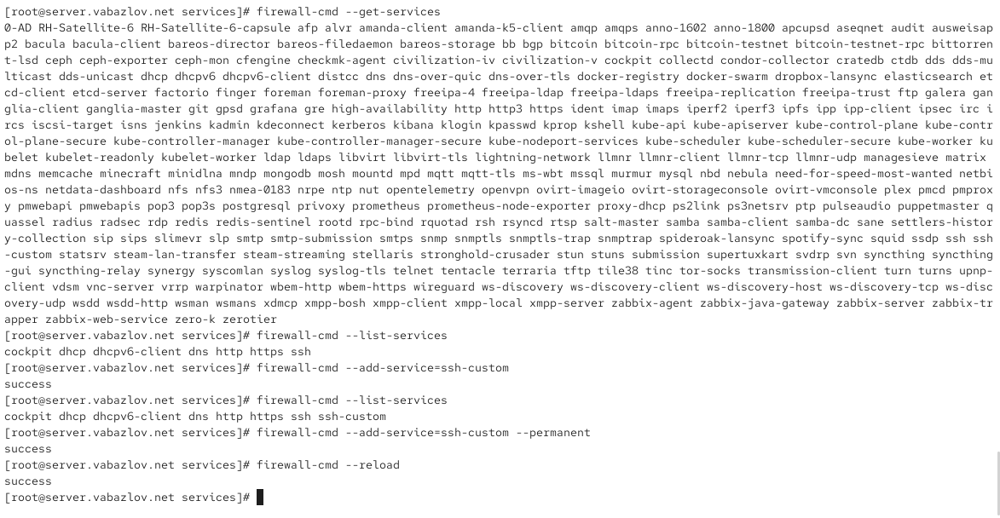 [root@server.vabazlov.net services]# firewall-cmd --get-services
0-AD RH-Satellite-6 RH-Satellite-6-capsule afp alvr amanda-client amanda-k5-client amqp amqps anno-1602 anno-1800 apcupsd aseqnet audit ausweisap
p2 bacula bacula-client bareos-director bareos-filedaemon bareos-storage bb bgp bitcoin bitcoin-rpc bitcoin-testnet bitcoin-testnet-rpc bittorren
t-lsd ceph ceph-exporter ceph-mon cfengine checkmk-agent civilization-iv civilization-v cockpit collectd condor-collector cratedb ctdb dds dds-mu
lticast dds-unicast dhcp dhcpv6 dhcpv6-client distcc dns dns-over-quic dns-over-tls docker-registry docker-swarm dropbox-lansync elasticsearch et
cd-client etcd-server factorio finger foreman foreman-proxy freeipa-4 freeipa-ldap freeipa-ldaps freeipa-replication freeipa-trust ftp galera gan
glia-client ganglia-master git gpsd grafana gre high-availability http http3 https ident imap imaps iperf2 iperf3 ipfs ipp ipp-client ipsec irc i
rcs iscsi-target isns jenkins kadmin kdeconnect kerberos kibana klogin kpasswd kprop kshell kube-api kube-apiserver kube-control-plane kube-contr
ol-plane-secure kube-controller-manager kube-controller-manager-secure kube-nodeport-services kube-scheduler kube-scheduler-secure kube-worker ku
belet kubelet-readonly kubelet-worker ldap ldaps libvirt libvirt-tls lightning-network llmnr llmnr-client llmnr-tcp llmnr-udp managesieve matrix
mdns memcache minecraft minidlna mndp mongodb mosh mountd mpd mqtt mqtt-tls ms-wbt mssql murmur mysql nbd nebula need-for-speed-most-wanted netbi
os-ns netdata-dashboard nfs nfs3 nmea-0183 nrpe ntp nut opentelemetry openvpn ovirt-imageio ovirt-storageconsole ovirt-vmconsole plex pmcd pmprox
y pmwebapi pmwebapis pop3 pop3s postgresql privoxy prometheus prometheus-node-exporter proxy-dhcp ps2link ps3netsrv ptp pulseaudio puppetmaster q
uassel radius radsec rdp redis redis-sentinel rootd rpc-bind rquotad rsh rsyncd rtsp salt-master samba samba-client samba-dc sane settlers-histor
y-collection sip sips slimevr slp smtp smtp-submission smtps snmp snmptls snmptls-trap snmptrap spideroak-lansync spotify-sync squid ssdp ssh ssh
-custom statsrv steam-lan-transfer steam-streaming stellaris stronghold-crusader stun stuns submission supertuxkart svdrp svn syncthing syncthing
-gui syncthing-relay synergy syscomlan syslog syslog-tls telnet tentacle terraria tftp tile38 tinc tor-socks transmission-client turn turns upnp-
client vdsm vnc-server vrrp warpinator wbem-http wbem-https wireguard ws-discovery ws-discovery-client ws-discovery-host ws-discovery-tcp ws-disc
overy-udp wsdd wsdd-http wsman wsmans xdmcp xmpp-bosh xmpp-client xmpp-local xmpp-server zabbix-agent zabbix-java-gateway zabbix-server zabbix-tr
apper zabbix-web-service zero-k zerotier
[root@server.vabazlov.net services]# firewall-cmd --list-services
cockpit dhcp dhcpv6-client dns http https ssh
[root@server.vabazlov.net services]# firewall-cmd --add-service=ssh-custom
success
[root@server.vabazlov.net services]# firewall-cmd --list-services
cockpit dhcp dhcpv6-client dns http https ssh ssh-custom
[root@server.vabazlov.net services]# firewall-cmd --add-service=ssh-custom --permanent
success
[root@server.vabazlov.net services]# firewall-cmd --reload
success
[root@server.vabazlov.net services]#